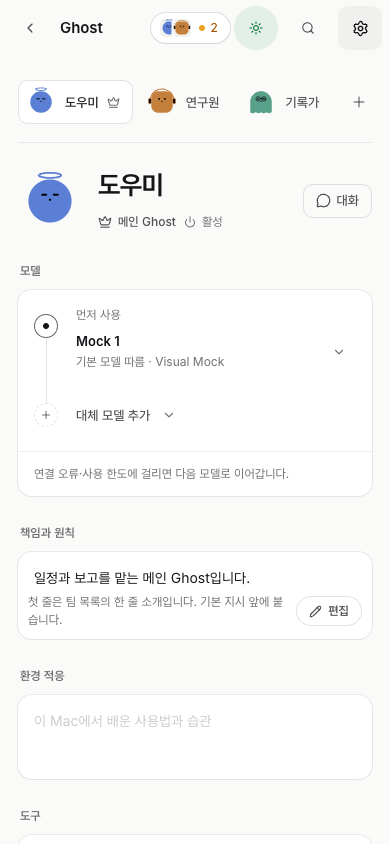 Ghost
2
도우미
연구원
기록가
도우미
메인 Ghost
활성
대화
모델
먼저 사용
Mock 1
기본 모델 따름 · Visual Mock
대체 모델 추가
연결 오류·사용 한도에 걸리면 다음 모델로 이어갑니다.
책임과 원칙
일정과 보고를 맡는 메인 Ghost입니다.
첫 줄은 팀 목록의 한 줄 소개입니다. 기본 지시 앞에 붙
습니다.
편집
환경 적응
이 Mac에서 배운 사용법과 습관
도구